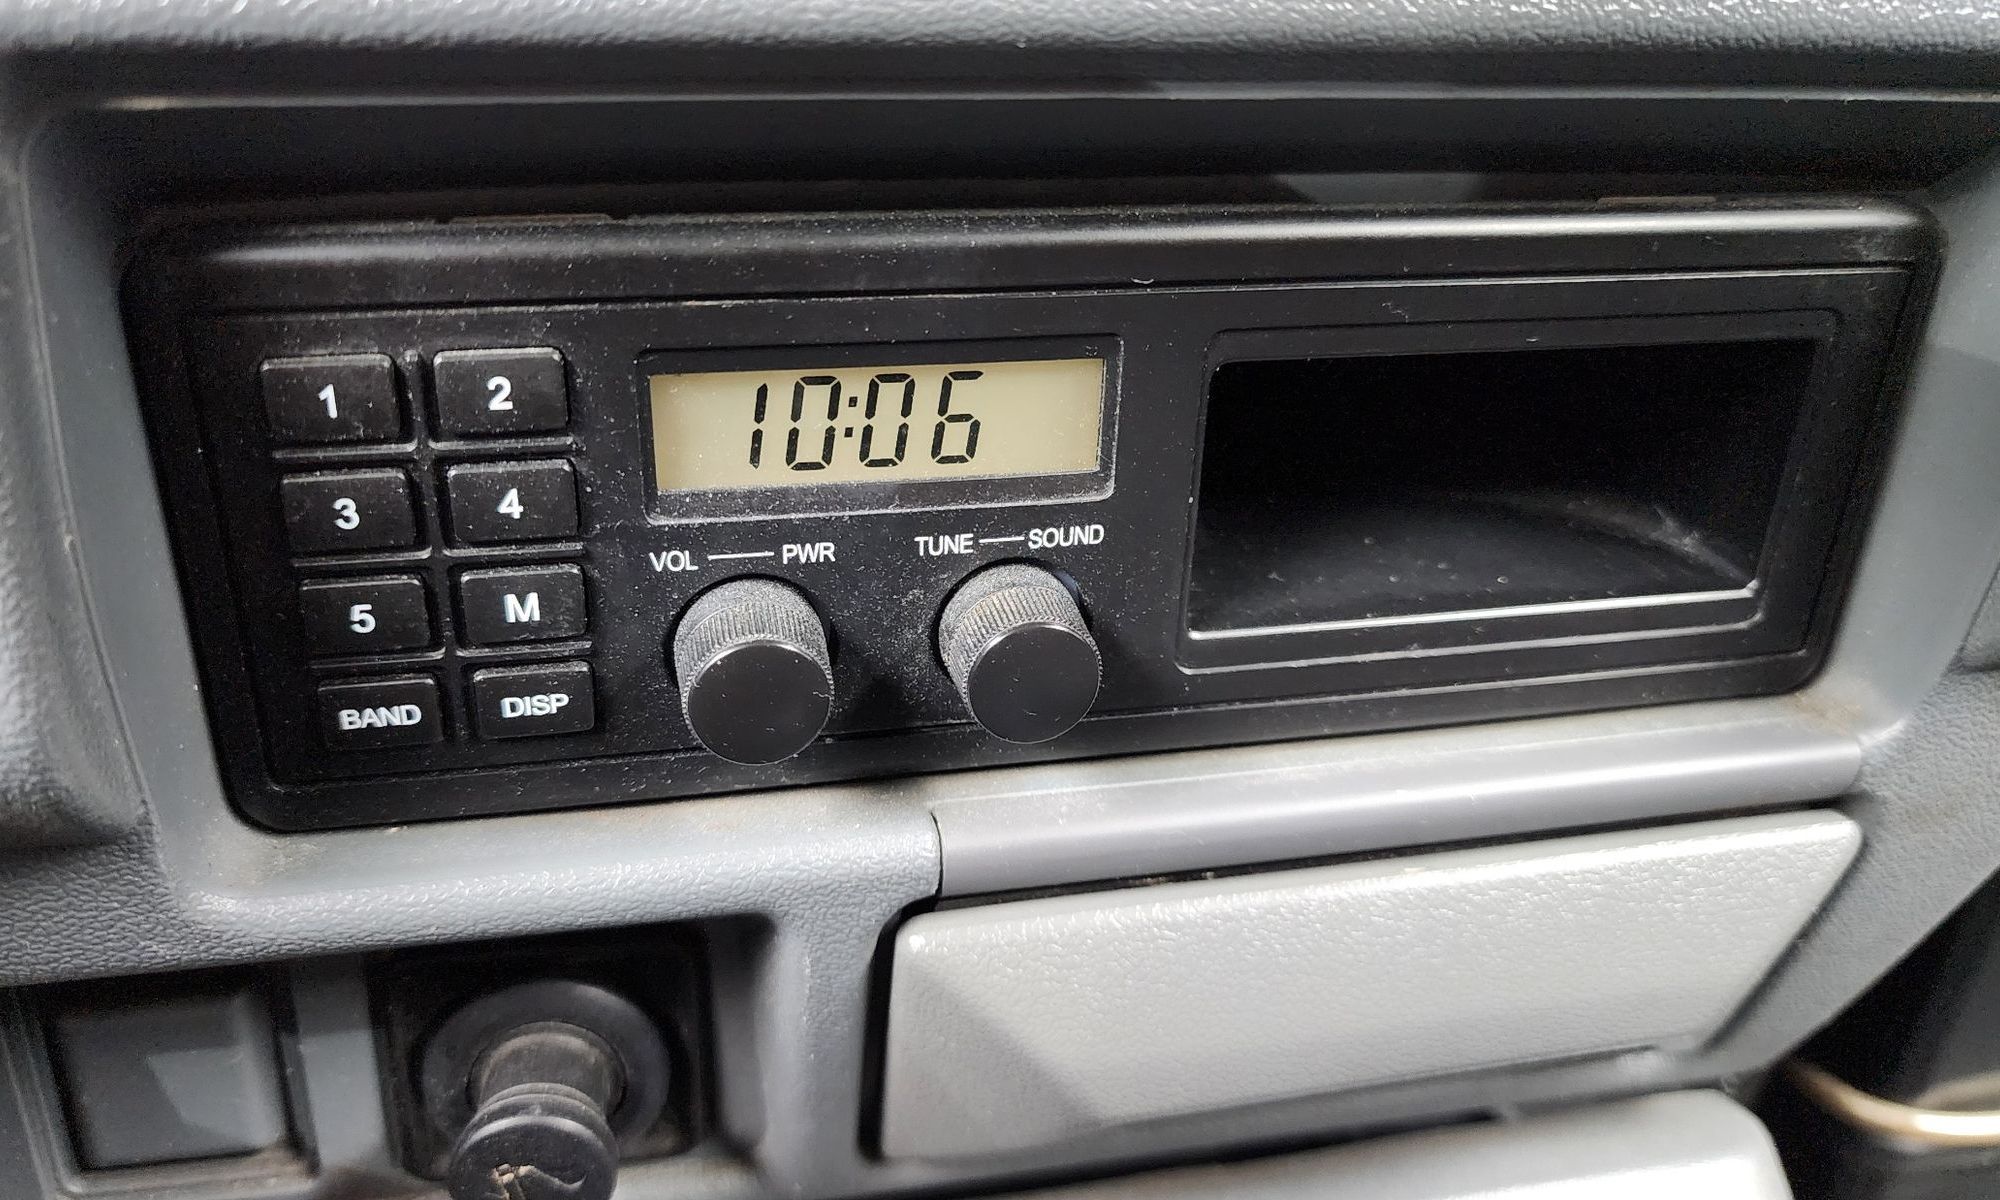 10:06
1 2
3 4
5 M
BAND DISP
VOL PWR
TUNE SOUND